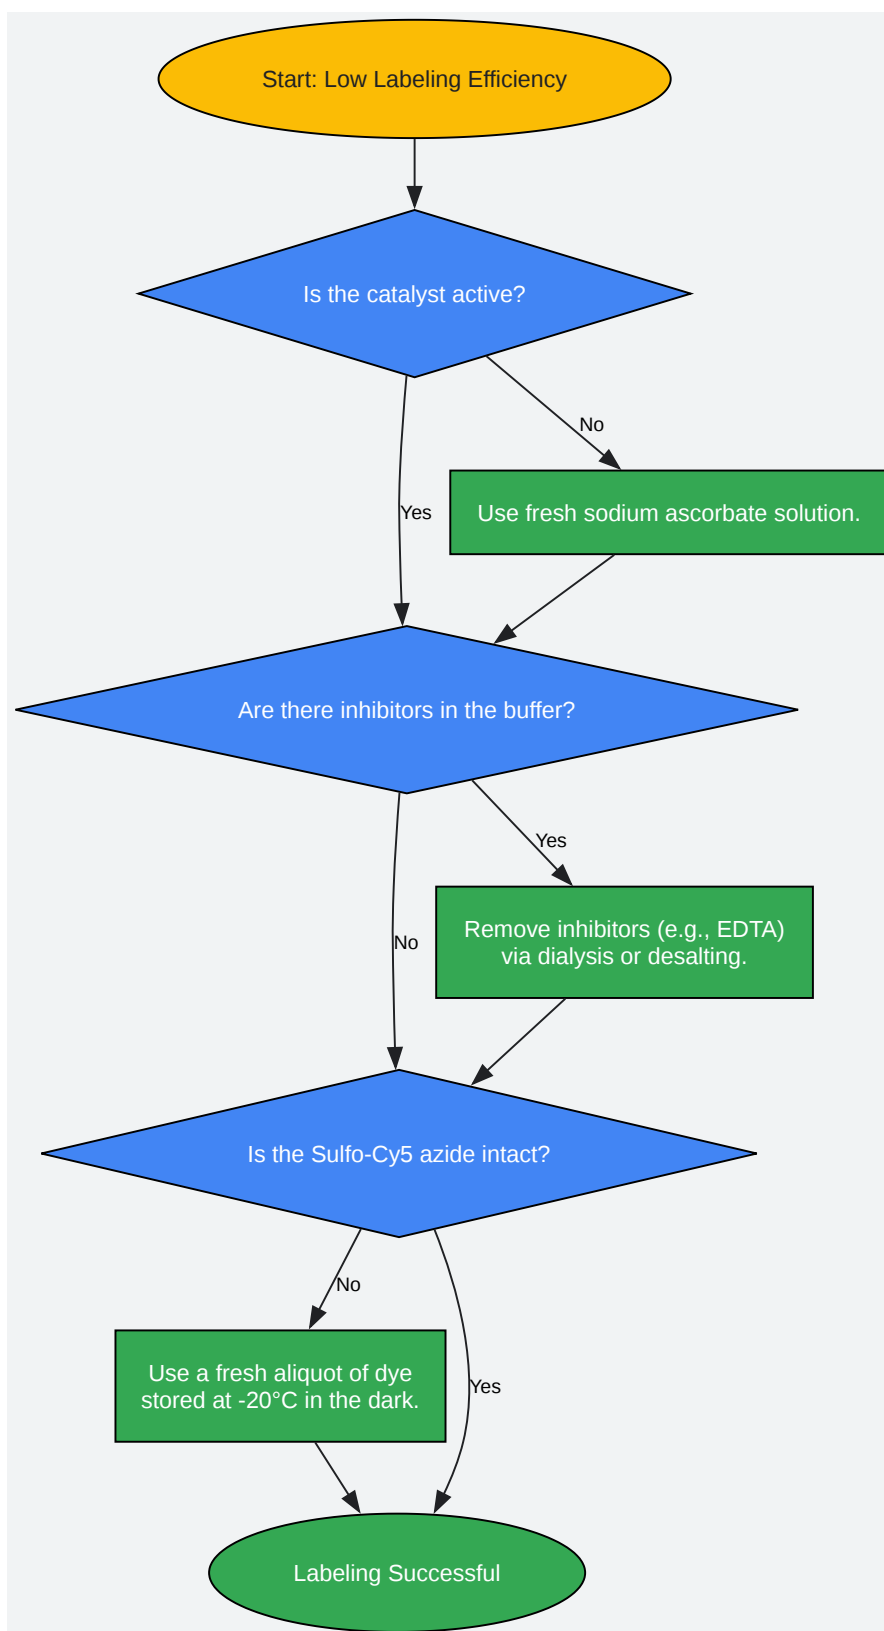 Start: Low Labeling Efficiency
Is the catalyst active?
No
Use fresh sodium ascorbate solution.
Yes
Are there inhibitors in the buffer?
Yes
Remove inhibitors (e.g., EDTA)
via dialysis or desalting.
No
Is the Sulfo-Cy5 azide intact?
No
Use a fresh aliquot of dye
stored at -20°C in the dark.
Yes
Labeling Successful